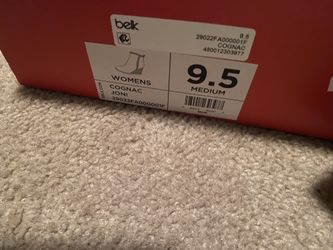 belk
9.5
29022FA000001F
COGNAC
480012303977
WOMENS
COGNAC
JONI
29022FA000001F
9.5
MEDIUM